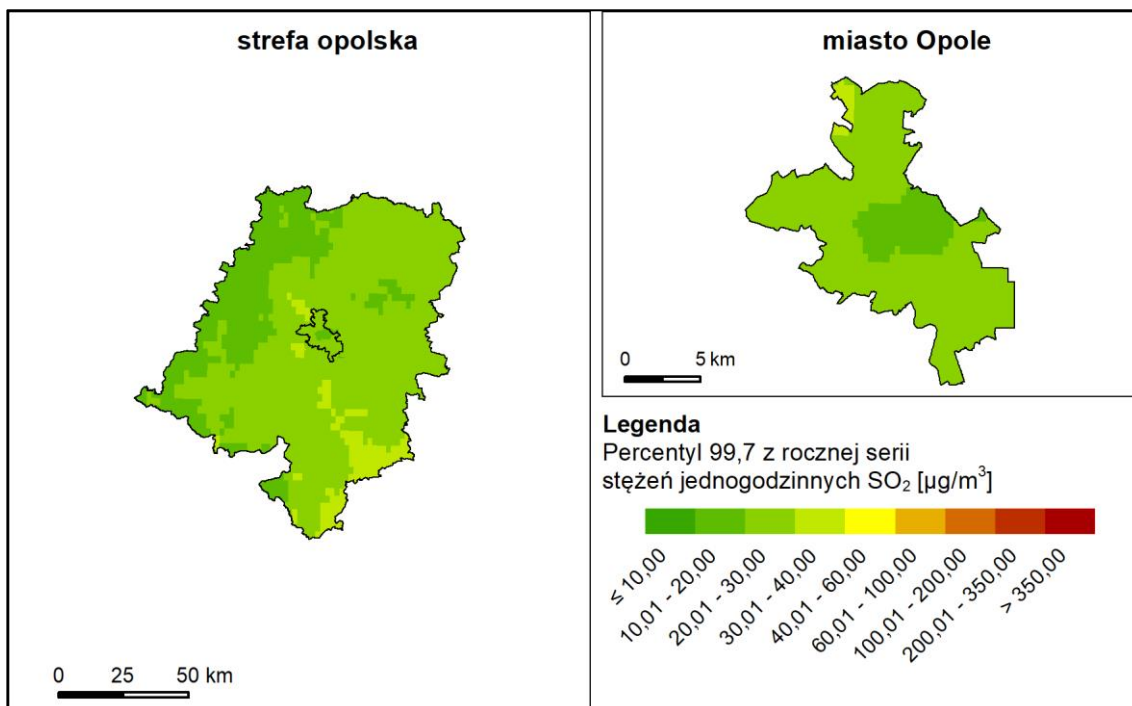 strefa opolska
0 25 50 km
miasto Opole
0 5 km
Legenda
Percentyl 99,7 z rocznej serii
stężeń jednogodzinnych SO₂ [µg/m³]
≤ 10,00
10,01 - 20,00
20,01 - 30,00
30,01 - 40,00
40,01 - 60,00
60,01 - 100,00
100,01 - 200,00
200,01 - 350,00
> 350,00